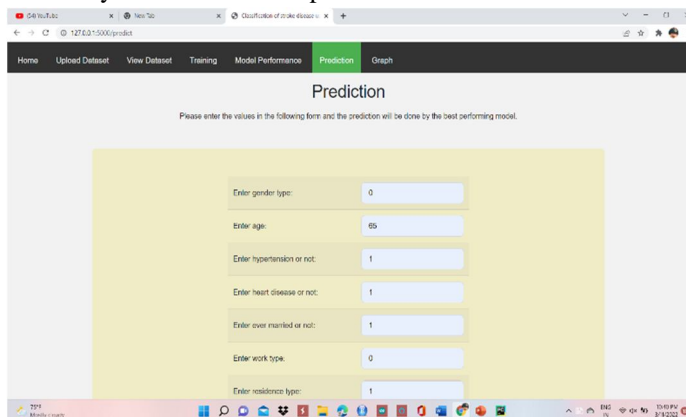 (54) YouTube
New Tab
Classification of stroke disease u
127.0.0.1:5000/predict
Home Upload Dataset View Dataset Training Model Performance Prediction Graph
Prediction
Please enter the values in the following form and the prediction will be done by the best performing model.
Enter gender type: 0
Enter age: 65
Enter hypertension or not: 1
Enter heart disease or not: 1
Enter ever married or not: 1
Enter work type: 0
Enter residence type: 1
75°F
ENG
IN